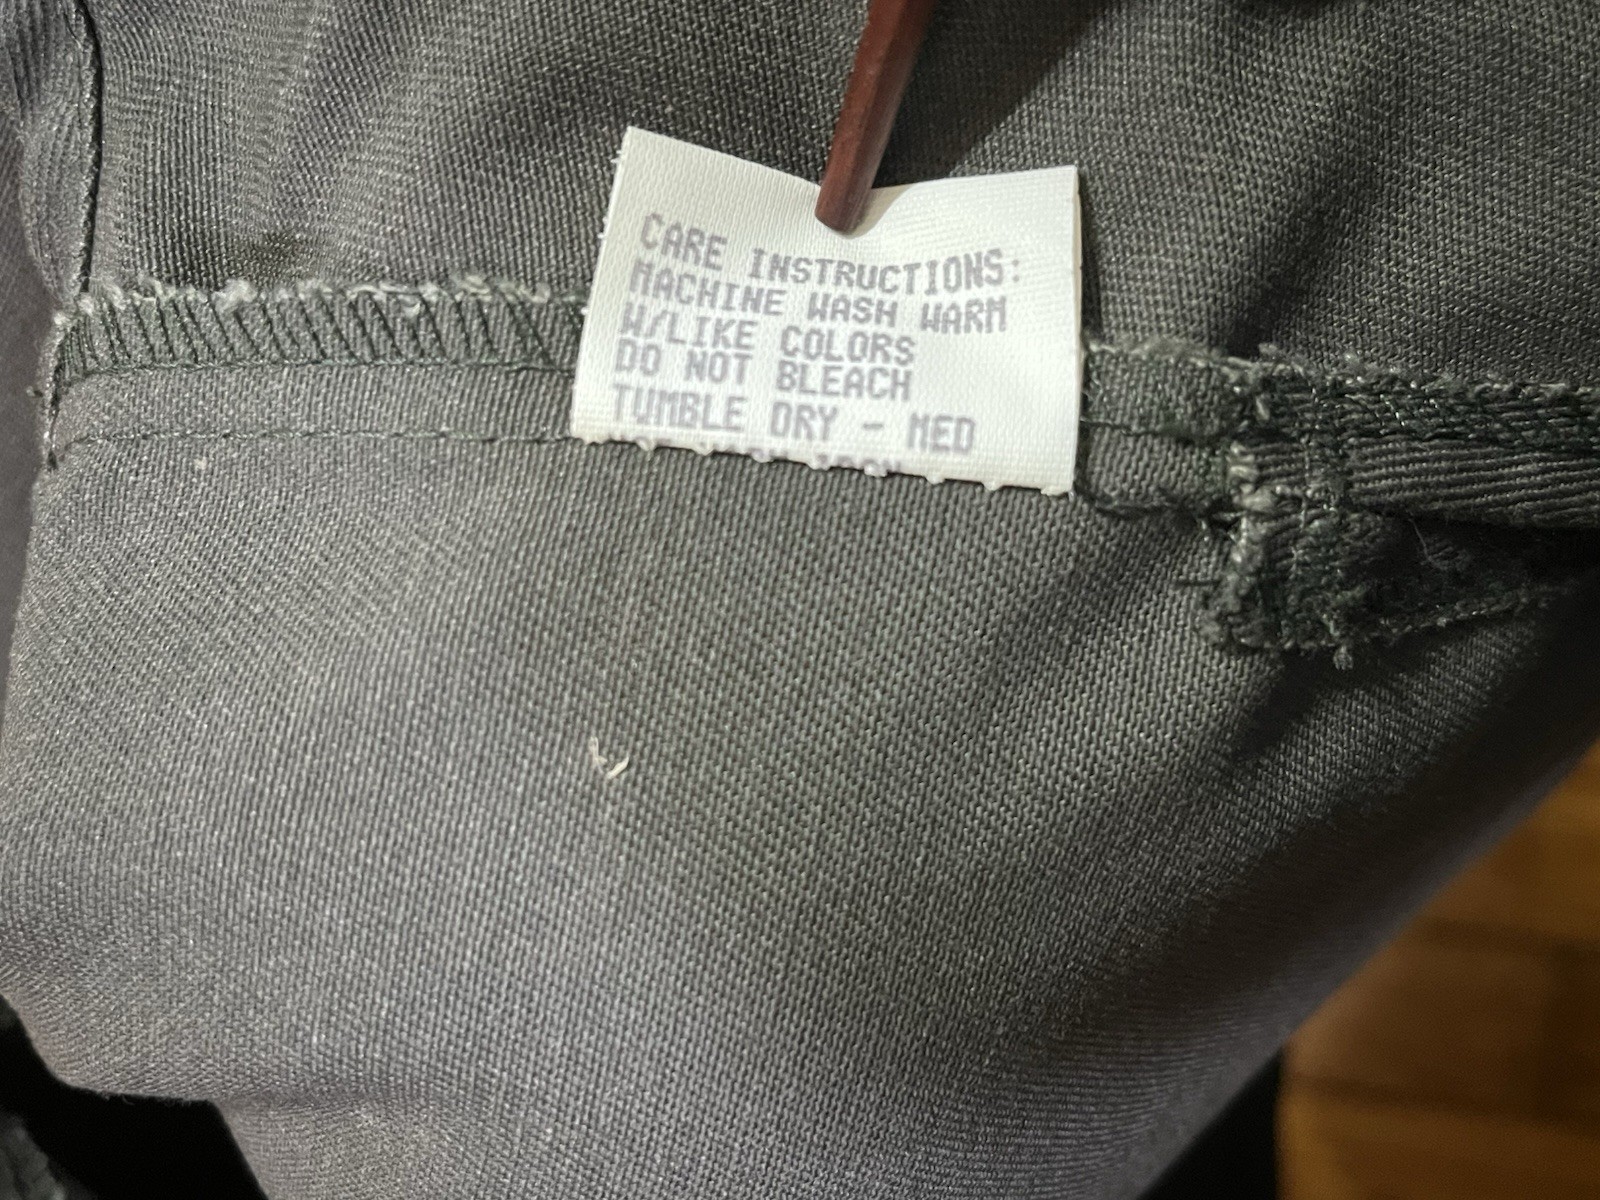 CARE INSTRUCTIONS:
MACHINE WASH WARM
W/LIKE COLORS
DO NOT BLEACH
TUMBLE DRY - MED